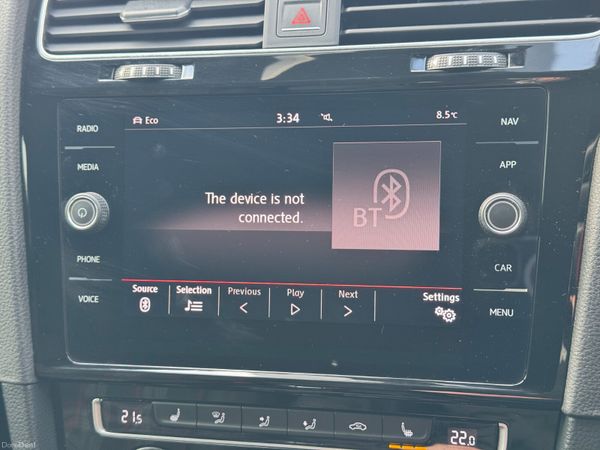 RADIO
MEDIA
PHONE
VOICE
Eco
3:34
8.5°C
The device is not
connected.
BT
Source
Selection
Previous
Play
Next
Settings
NAV
APP
CAR
MENU
21.5
22.0